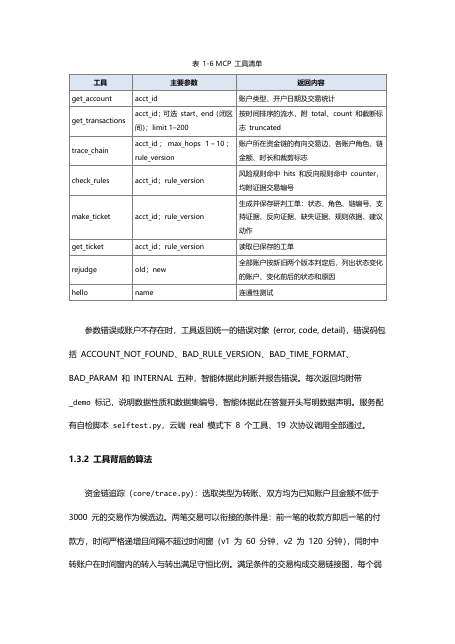 表 1-6 MCP 工具清单
工具 主要参数 返回内容
get_account acct_id 账户类型、开户日期及交易统计
get_transactions acct_id；可选 start、end（闭区间）；limit 1–200 按时间排序的流水，附 total、count 和截断标志 truncated
trace_chain acct_id； max_hops 1–10； rule_version 账户所在资金链的有向交易边、各账户角色、链金额、时长和裁剪标志
check_rules acct_id；rule_version 风险规则命中 hits 和反向规则命中 counter，均附证据交易编号
make_ticket acct_id；rule_version 生成并保存研判工单：状态、角色、链编号、支持证据、反向证据、缺失证据、规则依据、建议动作
get_ticket acct_id；rule_version 读取已保存的工单
rejudge old；new 全部账户按新旧两个版本判定后，列出状态变化的账户、变化前后的状态和原因
hello name 连通性测试
参数错误或账户不存在时，工具返回统一的错误对象 {error, code, detail}，错误码包
括 ACCOUNT_NOT_FOUND、BAD_RULE_VERSION、BAD_TIME_FORMAT、
BAD_PARAM 和 INTERNAL 五种，智能体据此判断并报告错误。每次返回均附带
_demo 标记，说明数据性质和数据集编号，智能体据此在答复开头写明数据声明。服务配
有自检脚本 selftest.py，云端 real 模式下 8 个工具、19 次协议调用全部通过。
1.3.2 工具背后的算法
资金链追踪（core/trace.py）：选取类型为转账、双方均为已知账户且金额不低于
3000 元的交易作为候选边。两笔交易可以衔接的条件是：前一笔的收款方即后一笔的付
款方，时间严格递增且间隔不超过时间窗（v1 为 60 分钟，v2 为 120 分钟），同时中
转账户在时间窗内的转入与转出满足守恒比例。满足条件的交易构成交易链接图，每个弱